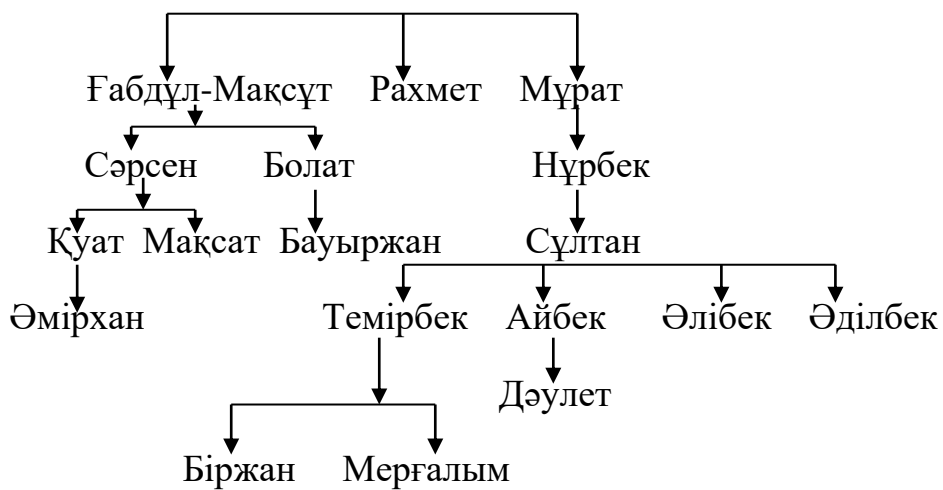 Ғабдұл-Мақсұт Рахмет Мұрат
Сәрсен Болат Нұрбек
Қуат Мақсат Бауыржан Сұлтан
Әмірхан Темірбек Айбек Әлібек Әділбек
Дәулет
Біржан Мерғалым